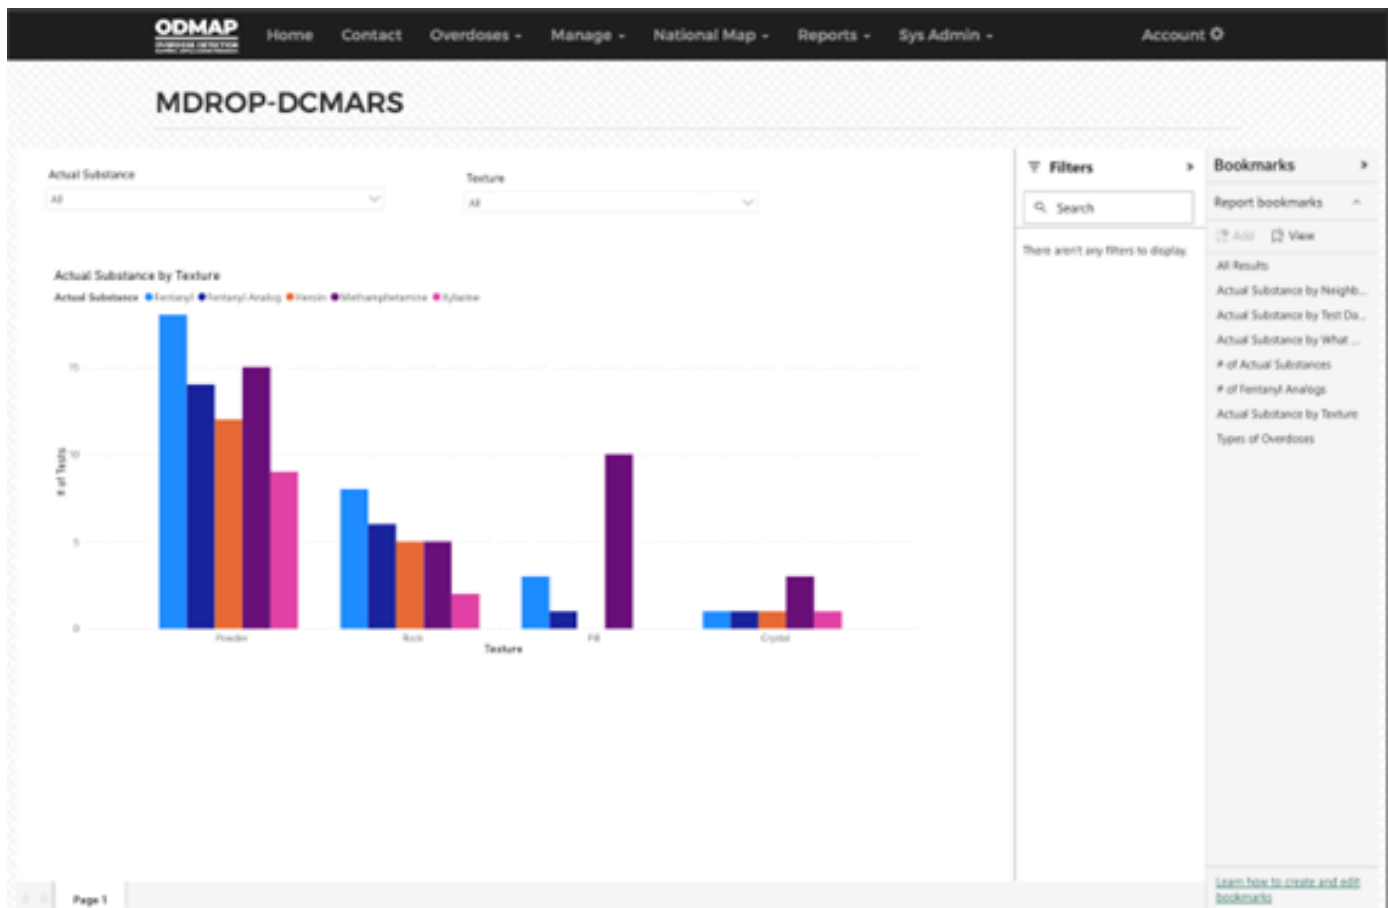 ODMAP
OVERDOSE DETECTION
Home Contact Overdoses Manage National Map Reports Sys Admin Account
MDROP-DCMARS
Actual Substance
All
Texture
All
Actual Substance by Texture
Actual Substance Fentanyl Fentanyl Analog Heroin Methamphetamine Xylazine
# of Tests
15
10
5
0
Powder Rock Pill Crystal
Texture
Filters
Search
There aren't any filters to display.
Bookmarks
Report bookmarks
Add View
All Results
Actual Substance by Neighb...
Actual Substance by Test Da...
Actual Substance by What ...
# of Actual Substances
# of Fentanyl Analogs
Actual Substance by Texture
Types of Overdoses
Learn how to create and edit
bookmarks
Page 1